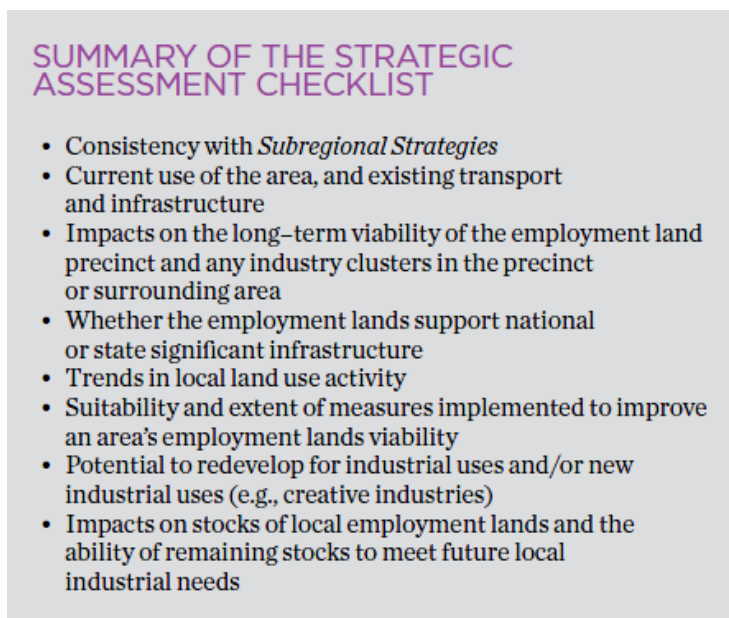 SUMMARY OF THE STRATEGIC
ASSESSMENT CHECKLIST
• Consistency with Subregional Strategies
• Current use of the area, and existing transport
and infrastructure
• Impacts on the long–term viability of the employment land
precinct and any industry clusters in the precinct
or surrounding area
• Whether the employment lands support national
or state significant infrastructure
• Trends in local land use activity
• Suitability and extent of measures implemented to improve
an area’s employment lands viability
• Potential to redevelop for industrial uses and/or new
industrial uses (e.g., creative industries)
• Impacts on stocks of local employment lands and the
ability of remaining stocks to meet future local
industrial needs